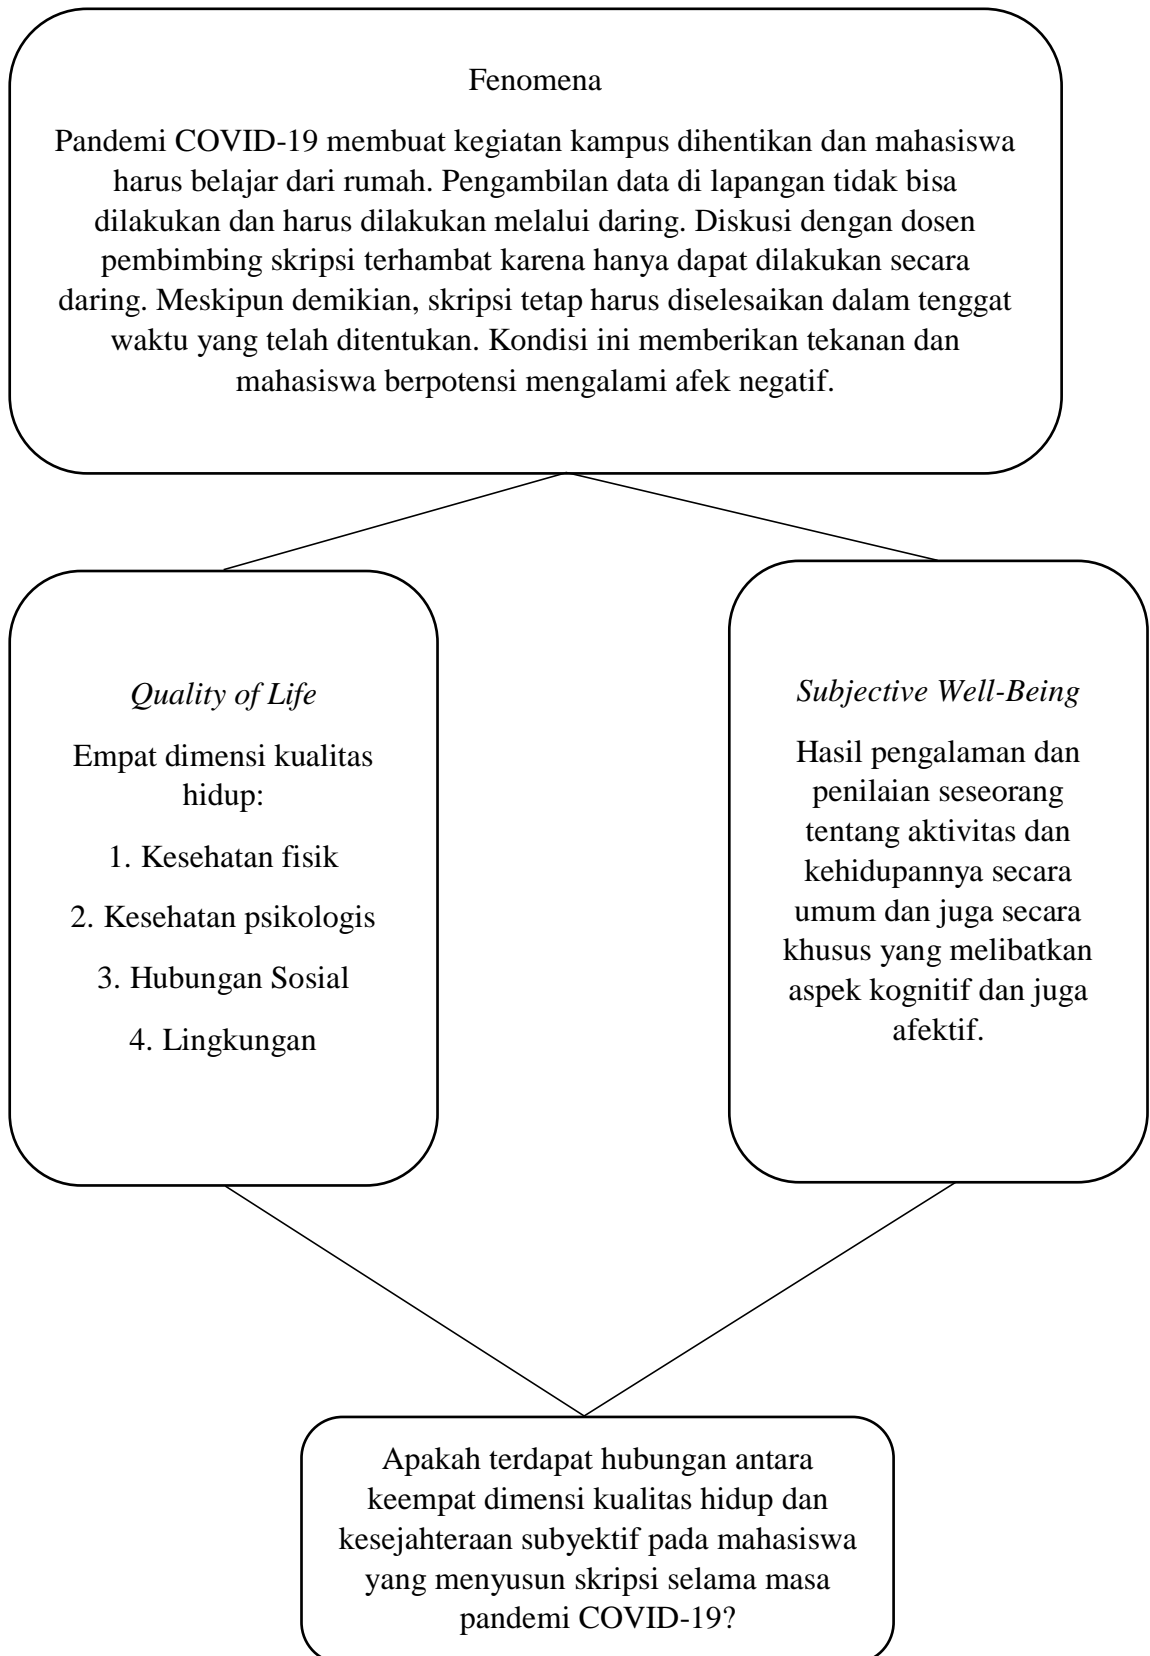 Fenomena
Pandemi COVID-19 membuat kegiatan kampus dihentikan dan mahasiswa
harus belajar dari rumah. Pengambilan data di lapangan tidak bisa
dilakukan dan harus dilakukan melalui daring. Diskusi dengan dosen
pembimbing skripsi terhambat karena hanya dapat dilakukan secara
daring. Meskipun demikian, skripsi tetap harus diselesaikan dalam tenggat
waktu yang telah ditentukan. Kondisi ini memberikan tekanan dan
mahasiswa berpotensi mengalami afek negatif.
Quality of Life
Empat dimensi kualitas
hidup:
1. Kesehatan fisik
2. Kesehatan psikologis
3. Hubungan Sosial
4. Lingkungan
Subjective Well-Being
Hasil pengalaman dan
penilaian seseorang
tentang aktivitas dan
kehidupannya secara
umum dan juga secara
khusus yang melibatkan
aspek kognitif dan juga
afektif.
Apakah terdapat hubungan antara
keempat dimensi kualitas hidup dan
kesejahteraan subyektif pada mahasiswa
yang menyusun skripsi selama masa
pandemi COVID-19?